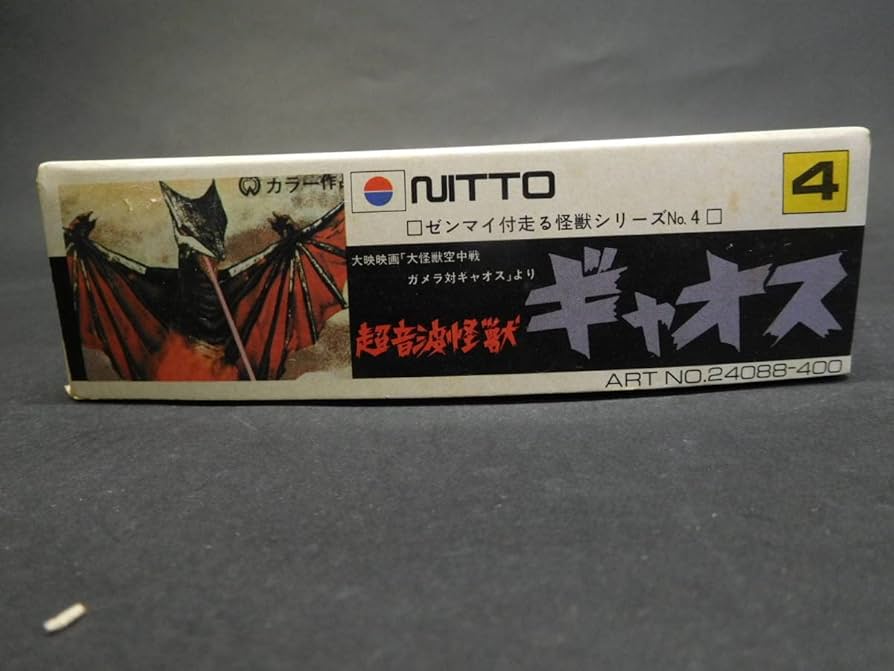 カラー作品
NITTO
4
□ゼンマイ付走る怪獣シリーズNo.4□
大映映画「大怪獣空中戦
ガメラ対ギャオス」より
超音波怪獣
ギャオス
ART NO.24088-400